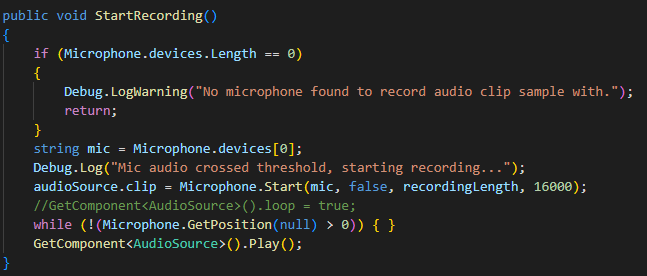 public void StartRecording()
{
    if (Microphone.devices.Length == 0)
    {
        Debug.LogWarning("No microphone found to record audio clip sample with.");
        return;
    }
    string mic = Microphone.devices[0];
    Debug.Log("Mic audio crossed threshold, starting recording...");
    audioSource.clip = Microphone.Start(mic, false, recordingLength, 16000);
    //GetComponent<AudioSource>().loop = true;
    while (!(Microphone.GetPosition(null) > 0)) { }
    GetComponent<AudioSource>().Play();
}